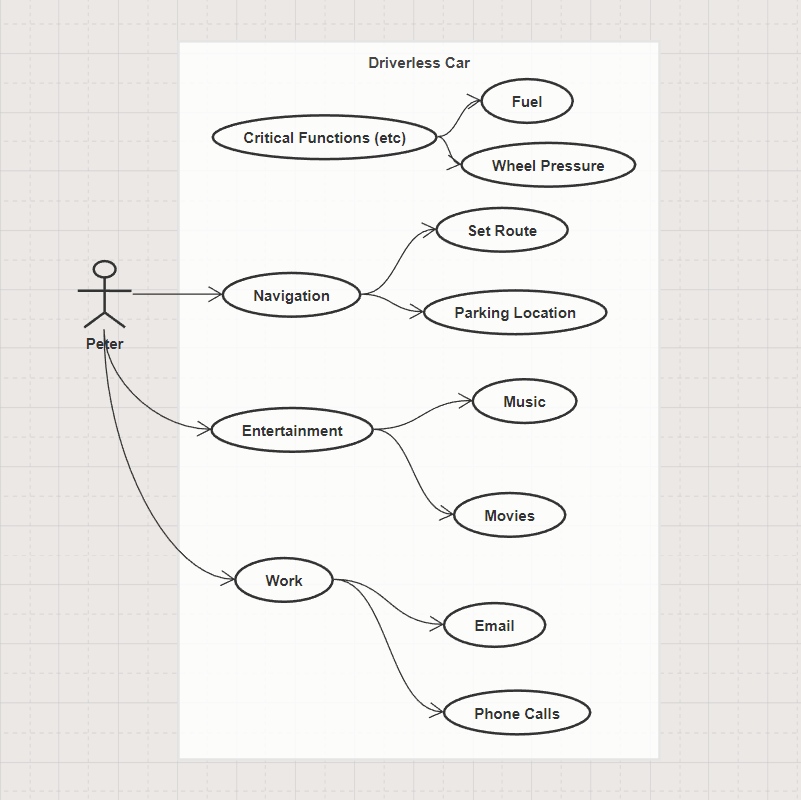 Driverless Car
Fuel
Critical Functions (etc)
Wheel Pressure
Set Route
Navigation
Parking Location
Peter
Music
Entertainment
Movies
Work
Email
Phone Calls